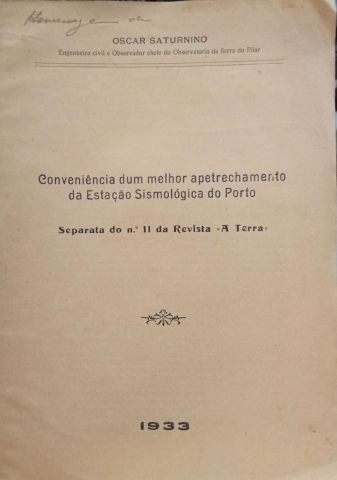 Homenagem de
OSCAR SATURNINO
Engenheiro civil e Observador chefe do Observatorio da Serra do Pilar
Conveniência dum melhor apetrechamento
da Estação Sismológica do Porto
Separata do n.º 11 da Revista «A Terra»
1933